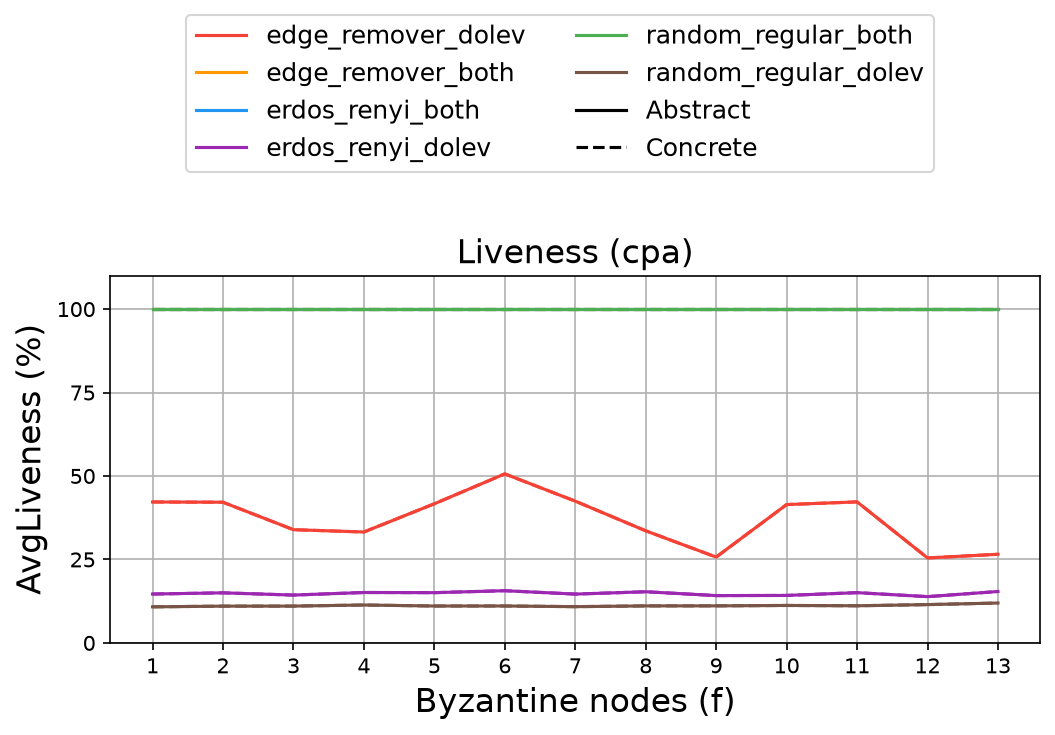 edge_remover_dolev
edge_remover_both
erdos_renyi_both
erdos_renyi_dolev
random_regular_both
random_regular_dolev
Abstract
Concrete
Liveness (cpa)
AvgLiveness (%)
100
75
50
25
0
1 2 3 4 5 6 7 8 9 10 11 12 13
Byzantine nodes (f)